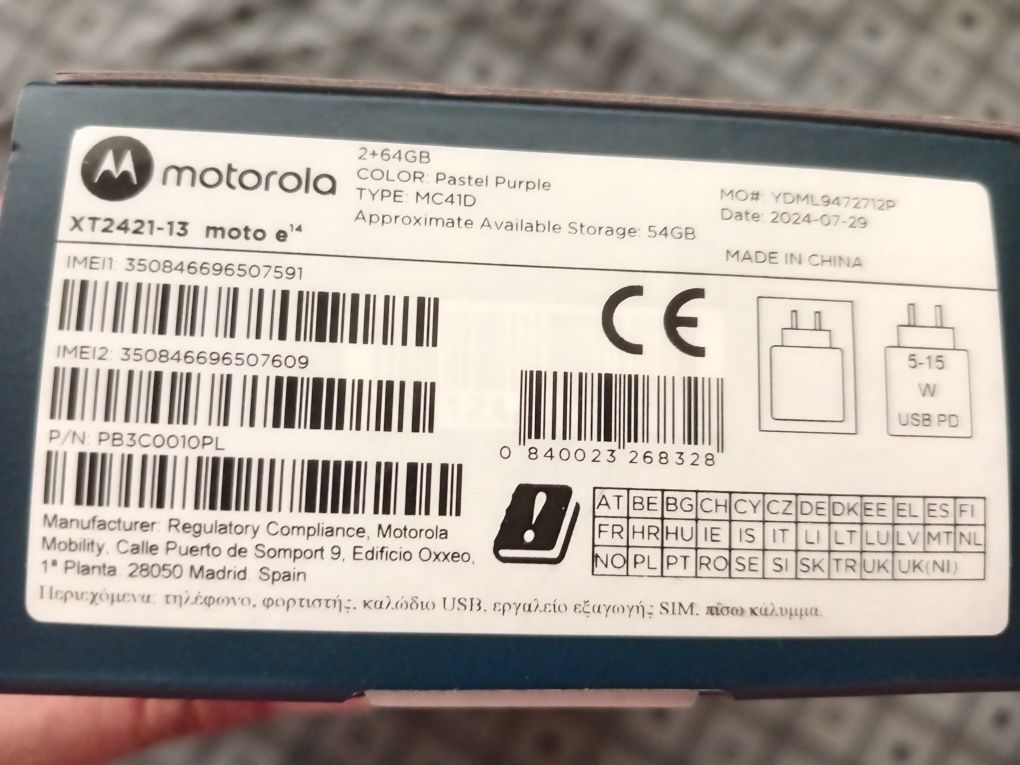 motorola
2+64GB
COLOR: Pastel Purple
TYPE: MC41D
Approximate Available Storage: 54GB
MO#: YDML9472712P
Date: 2024-07-29
XT2421-13 moto e¹⁴
MADE IN CHINA
IMEI1: 350846696507591
IMEI2: 350846696507609
P/N: PB3C0010PL
CE
5-15
W
USB PD
0 840023 268328
AT BE BG CH CY CZ DE DK EE EL ES FI
FR HR HU IE IS IT LI LT LU LV MT NL
NO PL PT RO SE SI SK TR UK UK(NI)
Manufacturer: Regulatory Compliance, Motorola
Mobility, Calle Puerto de Somport 9, Edificio Oxxeo,
1ª Planta. 28050 Madrid. Spain
Περιεχόμενα: τηλέφωνο, φορτιστής, καλώδιο USB, εργαλείο εξαγωγής SIM, πίσω κάλυμμα.